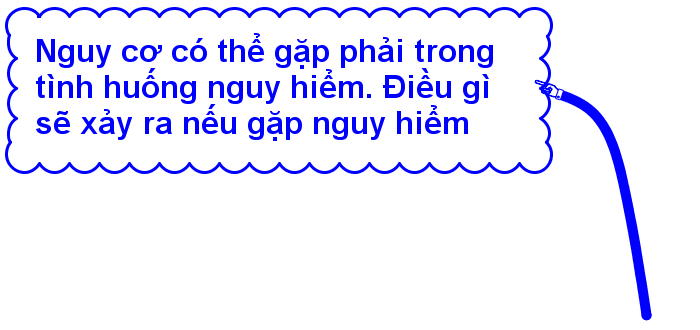 Nguy cơ có thể gặp phải trong
tình huống nguy hiểm. Điều gì
sẽ xảy ra nếu gặp nguy hiểm